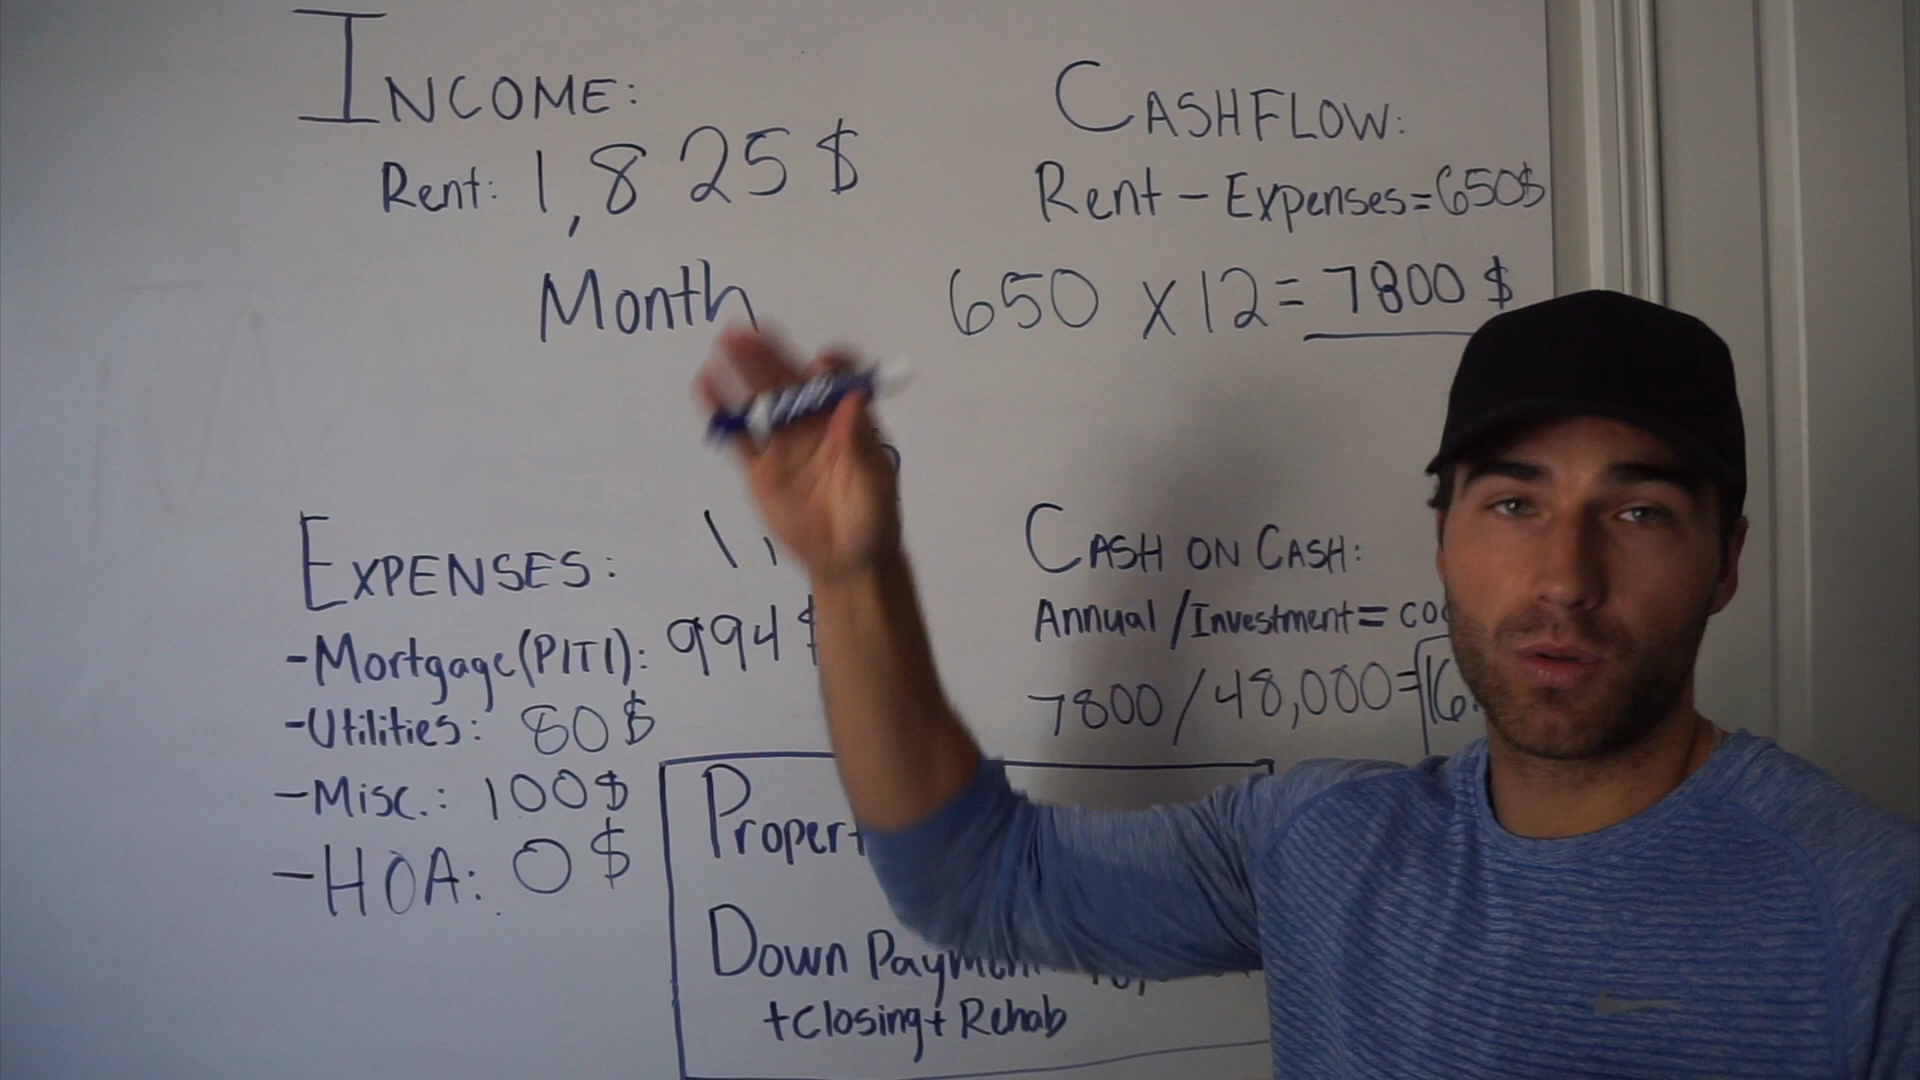 INCOME:
Rent: 1,825$
Month
EXPENSES:
-Mortgage(PITI): 994$
-Utilities: 80$
-Misc.: 100$
-HOA: 0$
CASHFLOW:
Rent - Expenses=650$
650 x 12= 7800 $
CASH ON CASH:
Annual/Investment=
7800/48,000=
DOWN
+Closing+ Rehab